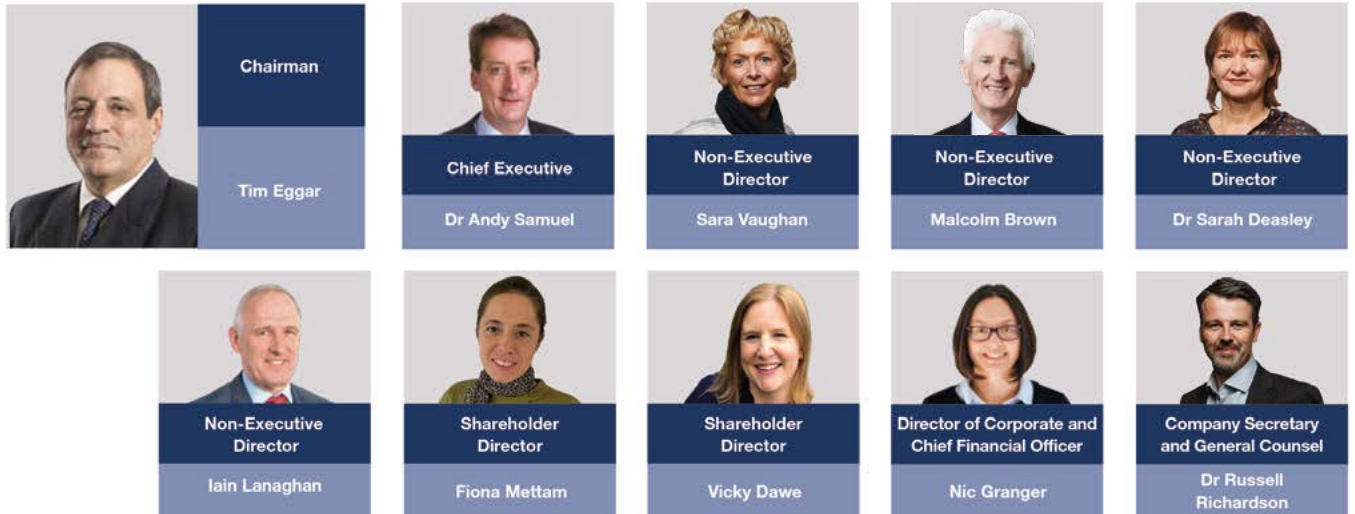 Chairman
Tim Eggar
Chief Executive
Dr Andy Samuel
Non-Executive
Director
Sara Vaughan
Non-Executive
Director
Malcolm Brown
Non-Executive
Director
Dr Sarah Deasley
Non-Executive
Director
Iain Lanaghan
Shareholder
Director
Fiona Mettam
Shareholder
Director
Vicky Dawe
Director of Corporate and
Chief Financial Officer
Nic Granger
Company Secretary
and General Counsel
Dr Russell
Richardson